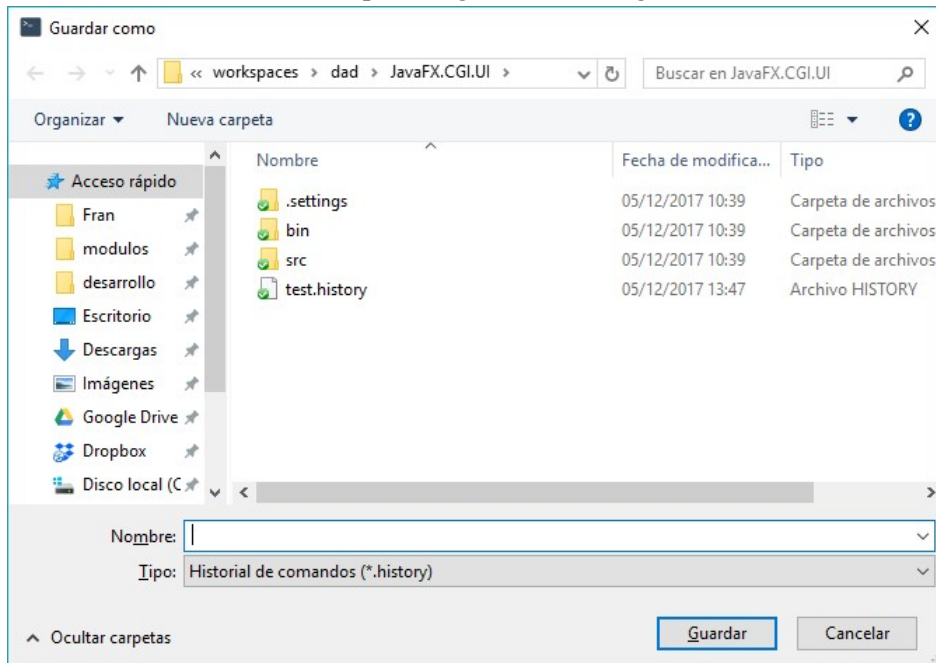 Guardar como
« workspaces > dad > JavaFX.CGI.UI >
Buscar en JavaFX.CGI.UI
Organizar
Nueva carpeta
Nombre
Fecha de modifica...
Tipo
Acceso rápido
Fran
modulos
desarrollo
Escritorio
Descargas
Imágenes
Google Drive
Dropbox
Disco local (C
.settings 05/12/2017 10:39 Carpeta de archivos
bin 05/12/2017 10:39 Carpeta de archivos
src 05/12/2017 10:39 Carpeta de archivos
test.history 05/12/2017 13:47 Archivo HISTORY
Nombre:
Tipo: Historial de comandos (*.history)
Ocultar carpetas
Guardar
Cancelar